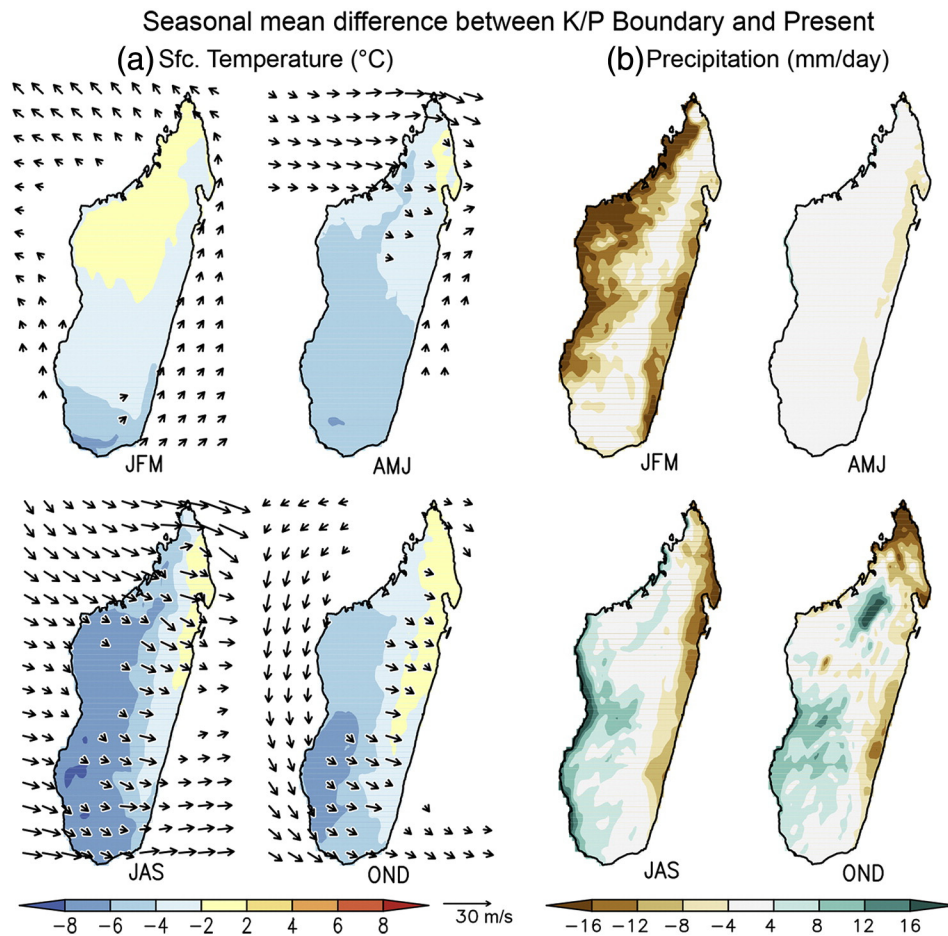 Seasonal mean difference between K/P Boundary and Present
(a) Sfc. Temperature (°C)
(b) Precipitation (mm/day)
JFM
AMJ
JFM
AMJ
JAS
OND
JAS
OND
-8 -6 -4 -2 2 4 6 8
30 m/s
-16 -12 -8 -4 4 8 12 16